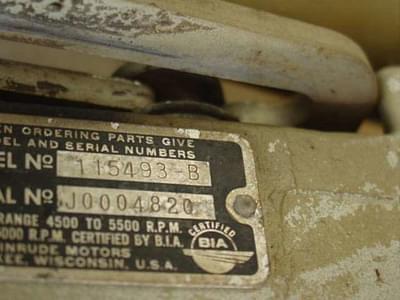 EN ORDERING PARTS GIVE
DEL AND SERIAL NUMBERS
EL Nº 115493-B
AL Nº J0004820
RANGE 4500 TO 5500 R.P.M.
5000 R.P.M. CERTIFIED BY B.I.A.
INRUDE MOTORS
KEE, WISCONSIN, U.S.A.
CERTIFIED
BIA